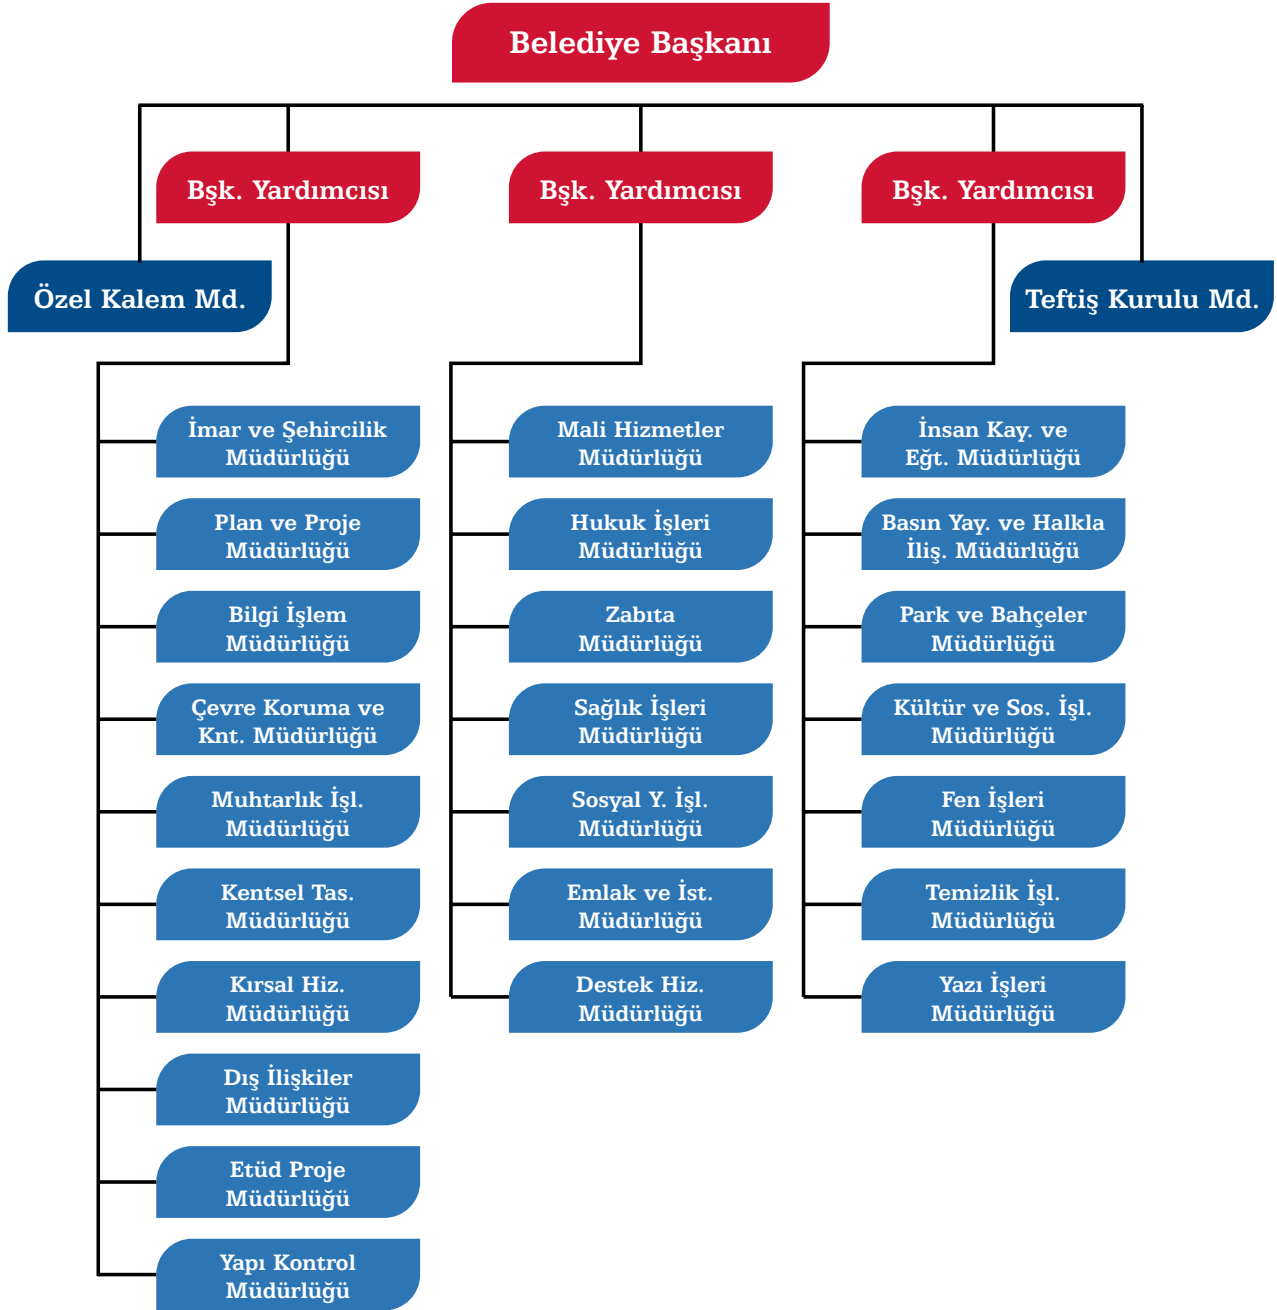 Belediye Başkanı
Bşk. Yardımcısı
Bşk. Yardımcısı
Bşk. Yardımcısı
Özel Kalem Md.
Teftiş Kurulu Md.
İmar ve Şehircilik
Müdürlüğü
Plan ve Proje
Müdürlüğü
Bilgi İşlem
Müdürlüğü
Çevre Koruma ve
Knt. Müdürlüğü
Muhtarlık İşl.
Müdürlüğü
Kentsel Tas.
Müdürlüğü
Kırsal Hiz.
Müdürlüğü
Dış İlişkiler
Müdürlüğü
Etüd Proje
Müdürlüğü
Yapı Kontrol
Müdürlüğü
Mali Hizmetler
Müdürlüğü
Hukuk İşleri
Müdürlüğü
Zabıta
Müdürlüğü
Sağlık İşleri
Müdürlüğü
Sosyal Y. İşl.
Müdürlüğü
Emlak ve İst.
Müdürlüğü
Destek Hiz.
Müdürlüğü
İnsan Kay. ve
Eğt. Müdürlüğü
Basın Yay. ve Halkla
İliş. Müdürlüğü
Park ve Bahçeler
Müdürlüğü
Kültür ve Sos. İşl.
Müdürlüğü
Fen İşleri
Müdürlüğü
Temizlik İşl.
Müdürlüğü
Yazı İşleri
Müdürlüğü